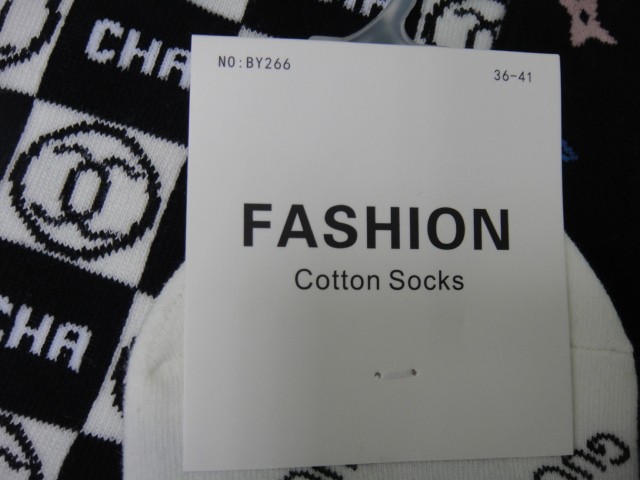 CHA
NO:BY266
36-41
FASHION
Cotton Socks
CHA